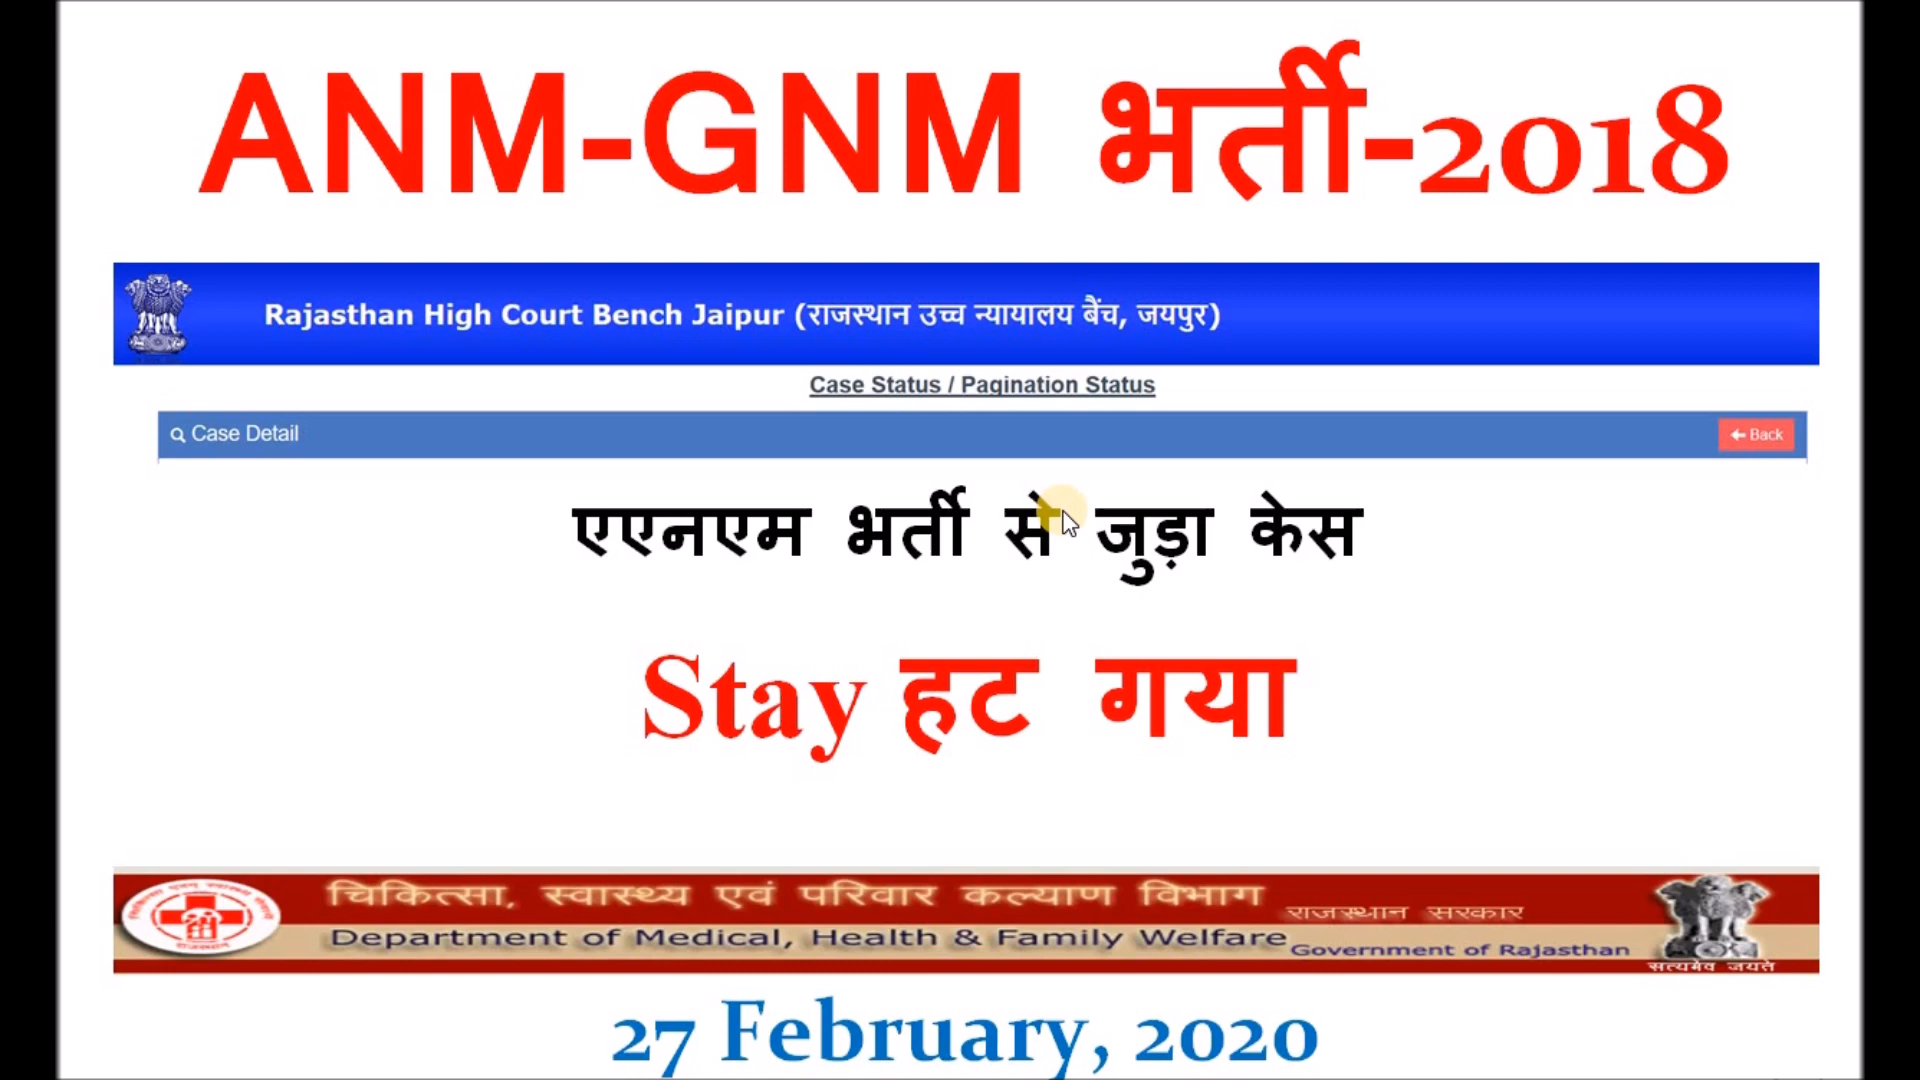 ANM-GNM भर्ती-2018
Rajasthan High Court Bench Jaipur (राजस्थान उच्च न्यायालय बैंच, जयपुर)
Case Status / Pagination Status
Case Detail
Back
एएनएम भर्ती से जुड़ा केस
Stay हट गया
चिकित्सा, स्वास्थ्य एवं परिवार कल्याण विभाग
राजस्थान सरकार
Department of Medical, Health & Family Welfare
Government of Rajasthan
राजस्थान
सत्यमेव जयते
27 February, 2020